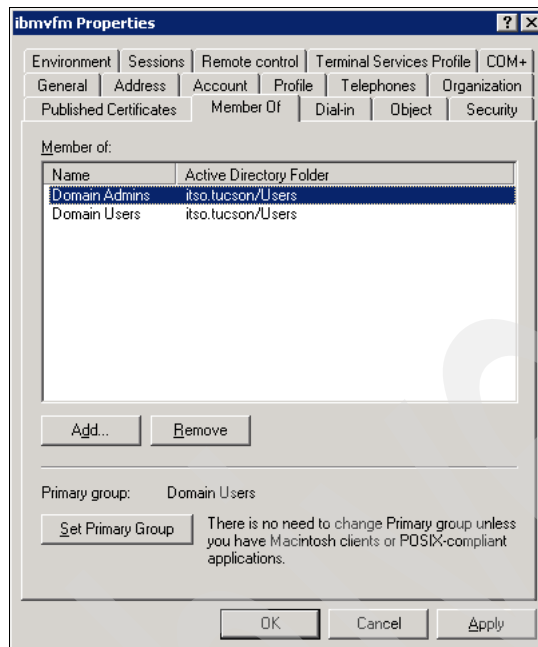 ibmvfm Properties
Environment Sessions Remote control Terminal Services Profile COM+
General Address Account Profile Telephones Organization
Published Certificates Member Of Dial-in Object Security
Member of:
Name Active Directory Folder
Domain Admins itso.tucson/Users
Domain Users itso.tucson/Users
Add... Remove
Primary group: Domain Users
Set Primary Group
There is no need to change Primary group unless
you have Macintosh clients or POSIX-compliant
applications.
OK Cancel Apply